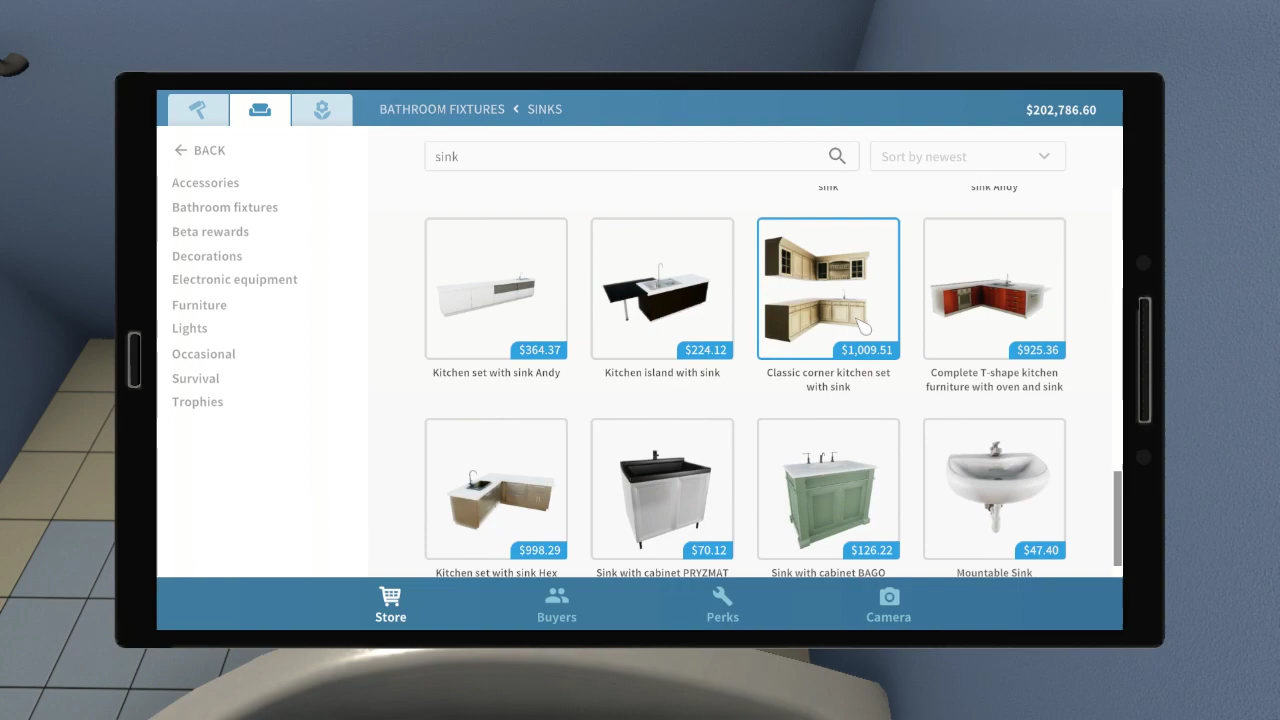 BATHROOM FIXTURES < SINKS
$202,786.60
BACK
sink
Sort by newest
Accessories
Bathroom fixtures
Beta rewards
Decorations
Electronic equipment
Furniture
Lights
Occasional
Survival
Trophies
sink
sink Andy
$364.37
$224.12
$1,009.51
$925.36
Kitchen set with sink Andy
Kitchen island with sink
Classic corner kitchen set
with sink
Complete T-shape kitchen
furniture with oven and sink
$998.29
$70.12
$126.22
$47.40
Kitchen set with sink Hex
Sink with cabinet PRYZMAT
Sink with cabinet BAGO
Mountable Sink
Store
Buyers
Perks
Camera